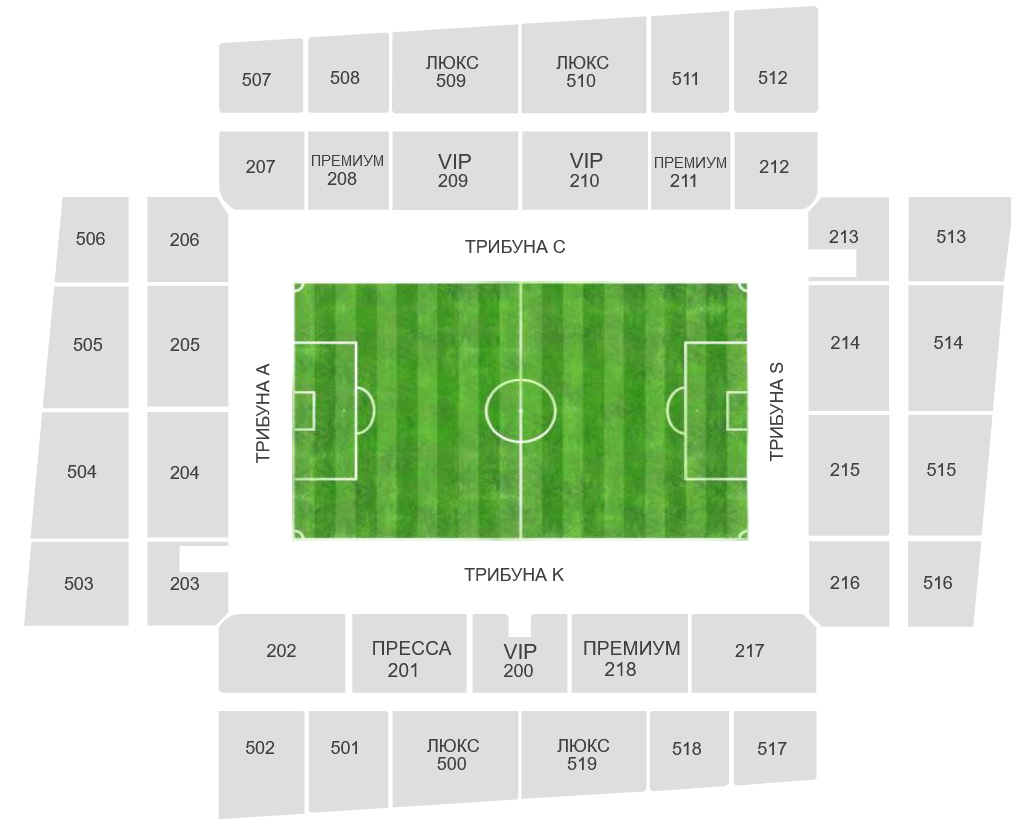 507
508
ЛЮКС
509
ЛЮКС
510
511
512
207
ПРЕМИУМ
208
VIP
209
VIP
210
ПРЕМИУМ
211
212
506
206
ТРИБУНА С
213
513
505
205
214
514
ТРИБУНА А
ТРИБУНА S
504
204
215
515
503
203
ТРИБУНА K
216
516
202
ПРЕССА
201
VIP
200
ПРЕМИУМ
218
217
502
501
ЛЮКС
500
ЛЮКС
519
518
517